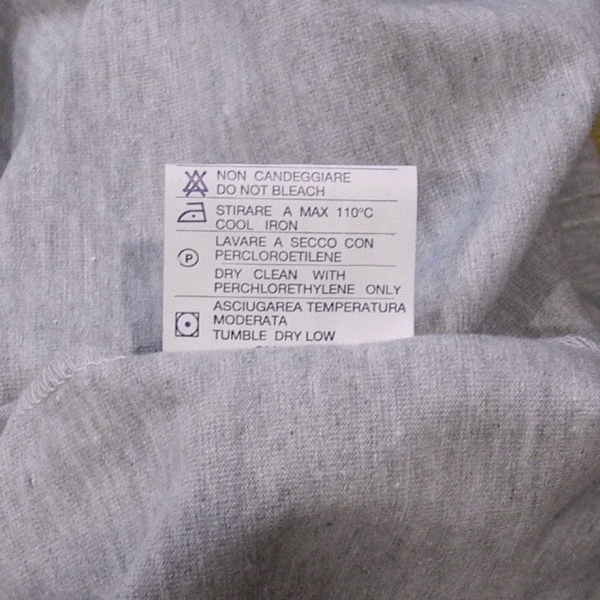 NON CANDEGGIARE
DO NOT BLEACH
STIRARE A MAX 110°C
COOL IRON
LAVARE A SECCO CON
PERCLOROETILENE
P
DRY CLEAN WITH
PERCHLORETHYLENE ONLY
ASCIUGAREA TEMPERATURA
MODERATA
TUMBLE DRY LOW